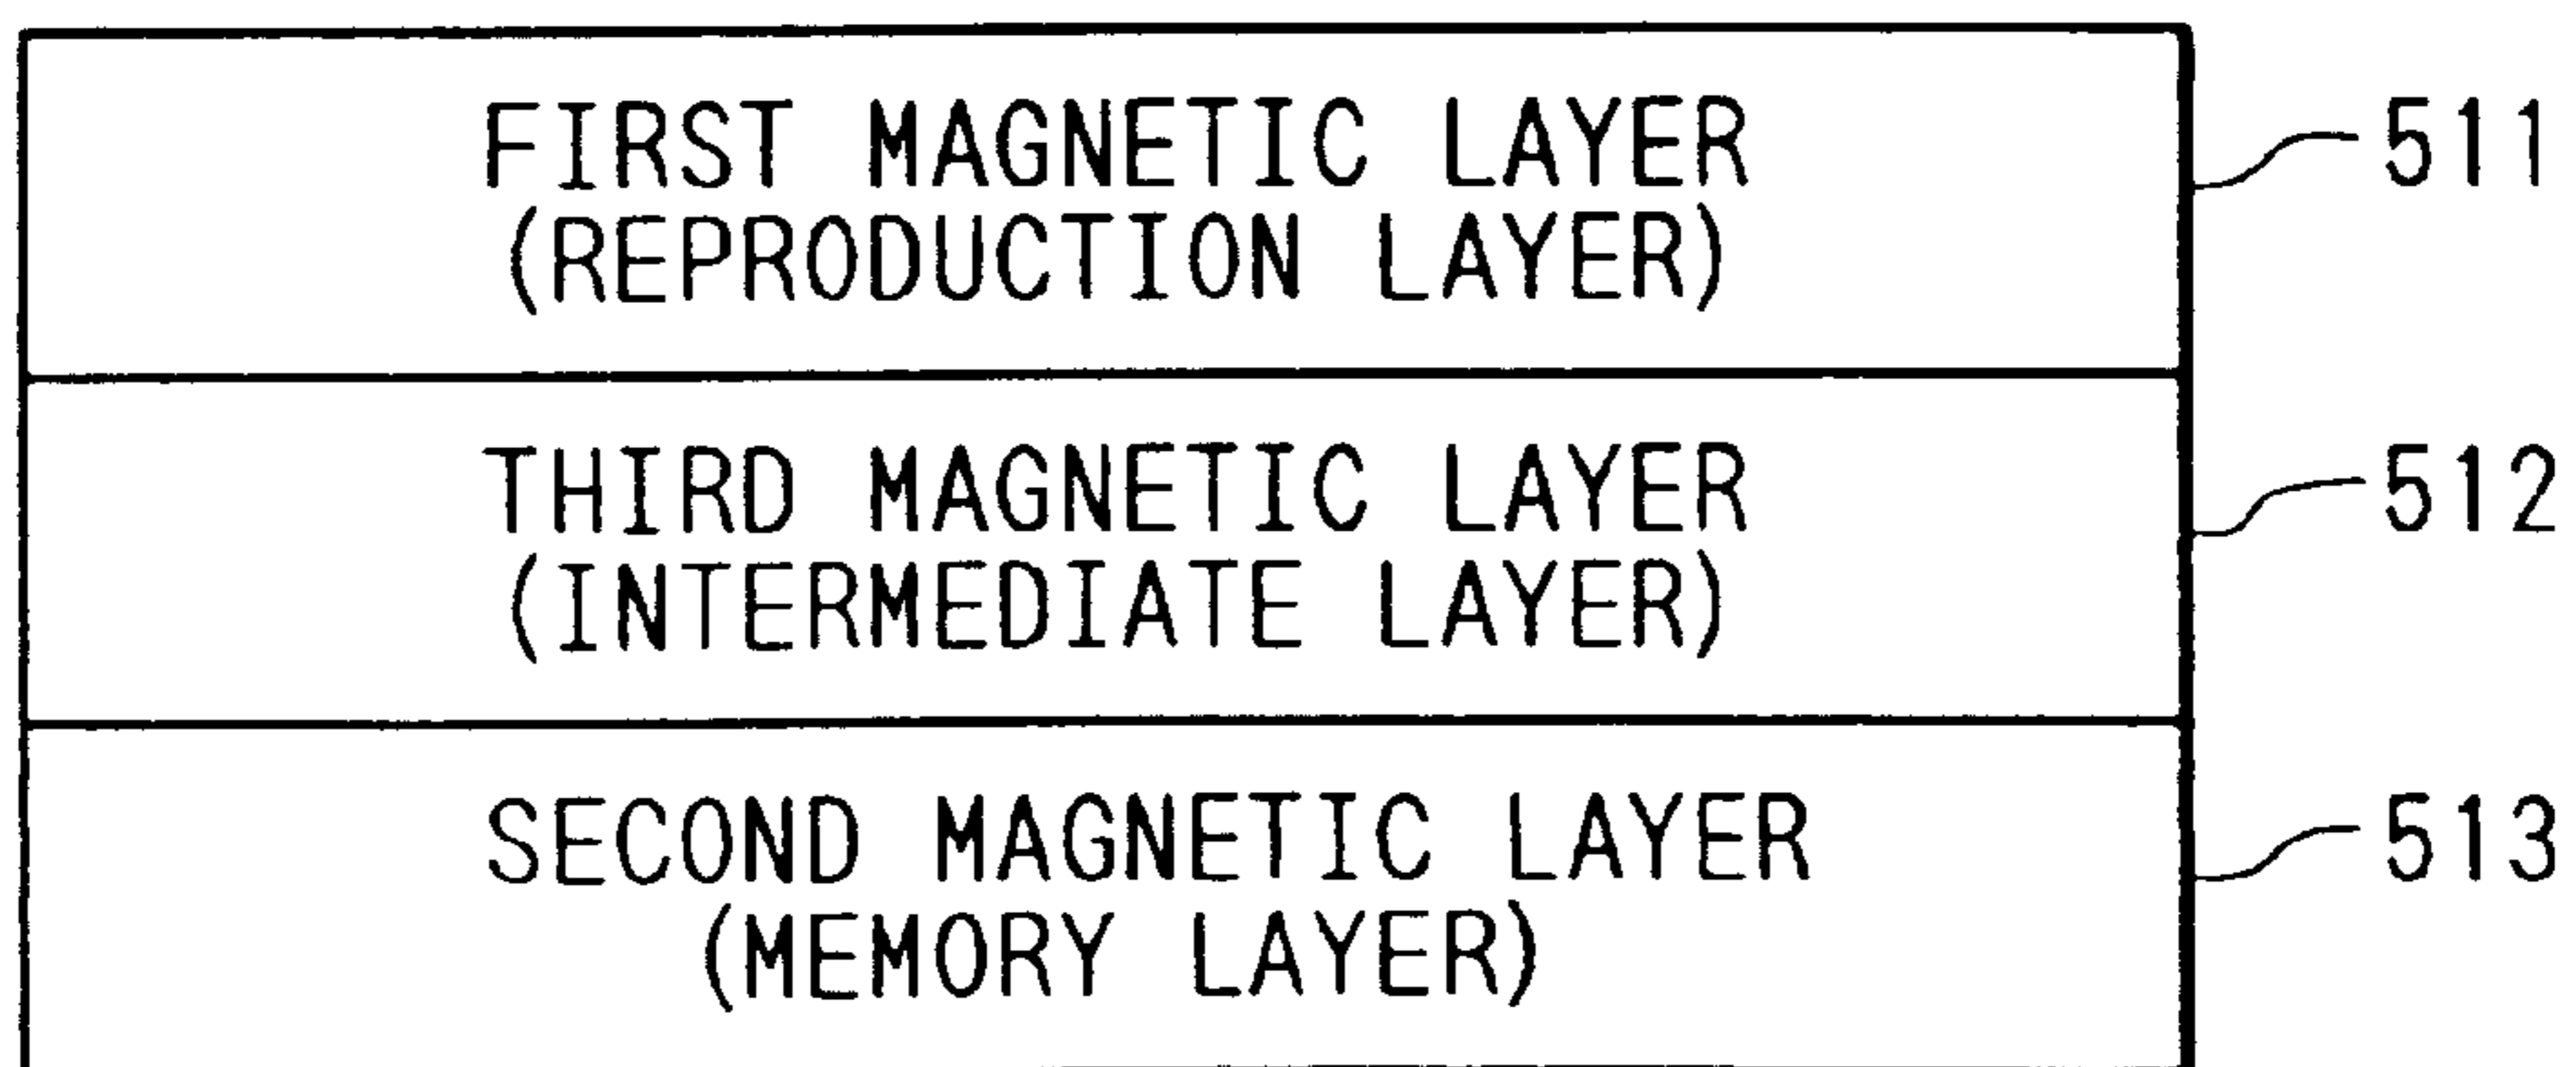 FIRST MAGNETIC LAYER
(REPRODUCTION LAYER)
511
THIRD MAGNETIC LAYER
(INTERMEDIATE LAYER)
512
SECOND MAGNETIC LAYER
(MEMORY LAYER)
513